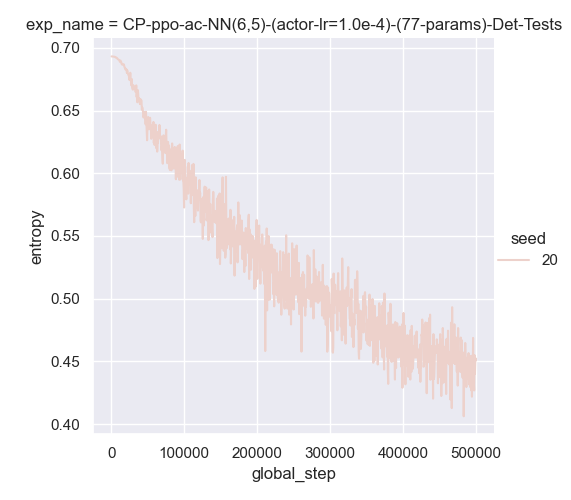 exp_name = CP-ppo-ac-NN(6,5)-(actor-lr=1.0e-4)-(77-params)-Det-Tests
0.70
0.65
0.60
0.55
0.50
0.45
0.40
entropy
0 100000 200000 300000 400000 500000
global_step
seed
20